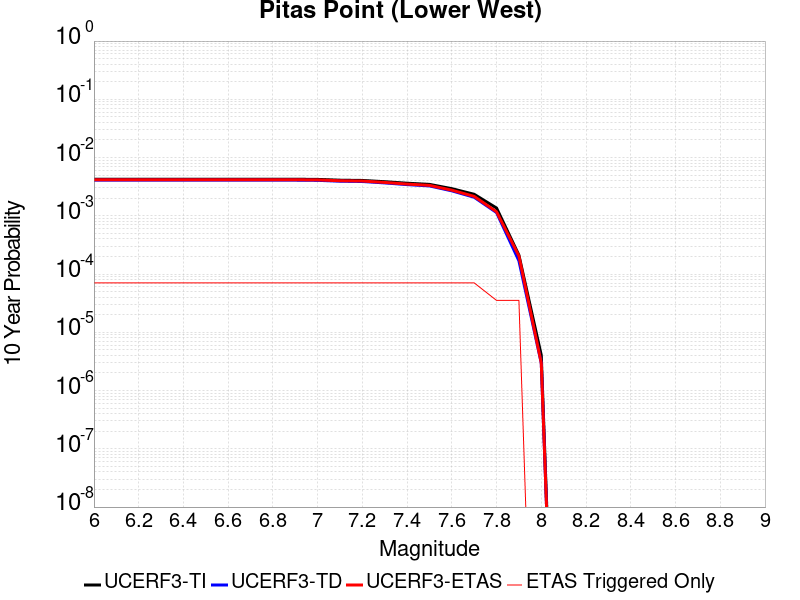 Pitas Point (Lower West)
10 0
10 -1
10 -2
10 -3
10 -4
10 -5
10 -6
10 -7
10 -8
10 Year Probability
6 6.2 6.4 6.6 6.8 7 7.2 7.4 7.6 7.8 8 8.2 8.4 8.6 8.8 9
Magnitude
UCERF3-TI UCERF3-TD UCERF3-ETAS ETAS Triggered Only